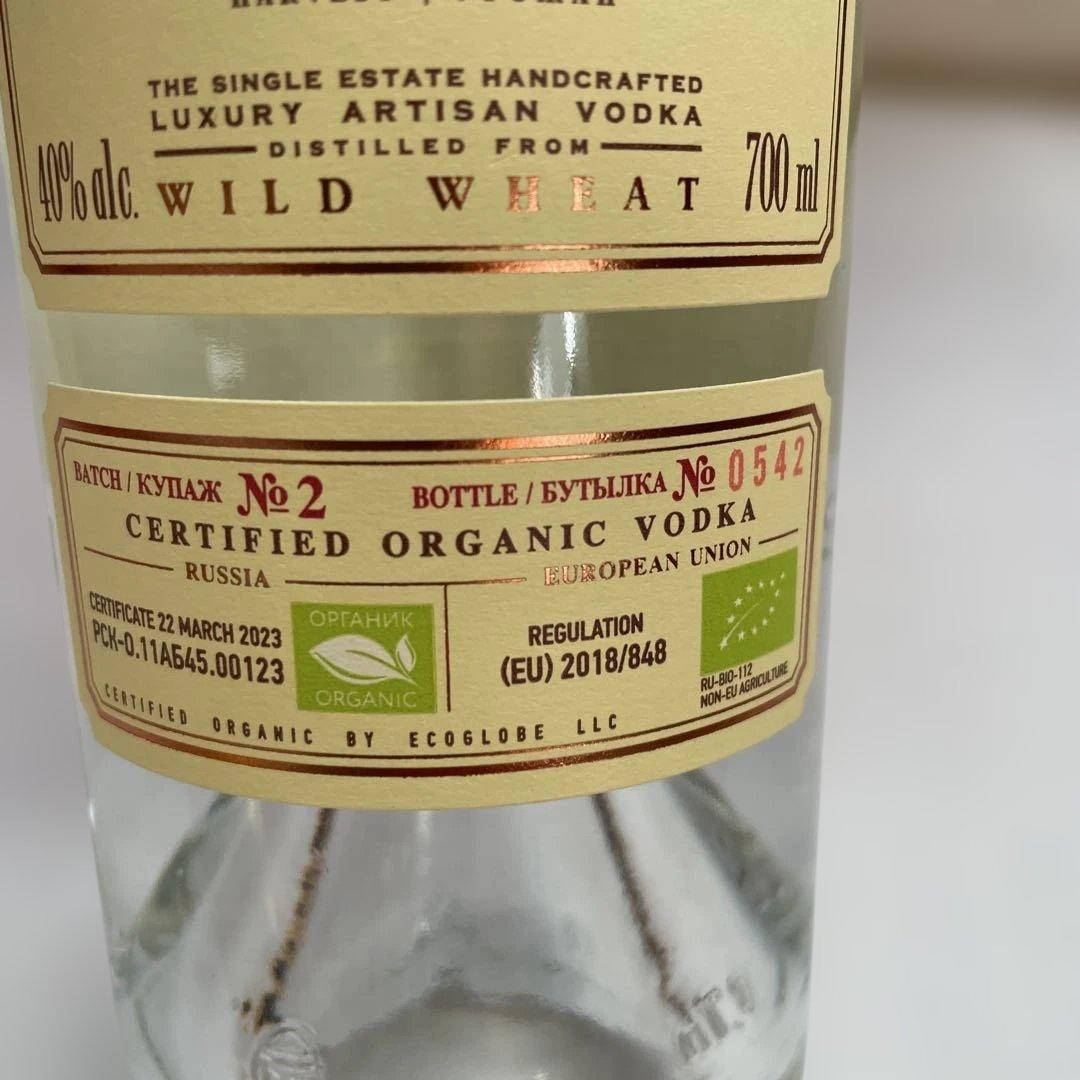 THE SINGLE ESTATE HANDCRAFTED
LUXURY ARTISAN VODKA
DISTILLED FROM
40% alc. WILD WHEAT 700 ml
BATCH / КУПАЖ № 2 BOTTLE / БУТЫЛКА № 0542
CERTIFIED ORGANIC VODKA
RUSSIA
CERTIFICATE 22 MARCH 2023
РСК-О.11АБ45.00123
ОРГАНИК
ORGANIC
EUROPEAN UNION
REGULATION
(EU) 2018/848
RU-BIO-112
NON-EU AGRICULTURE
CERTIFIED ORGANIC BY ECOGLOBE LLC